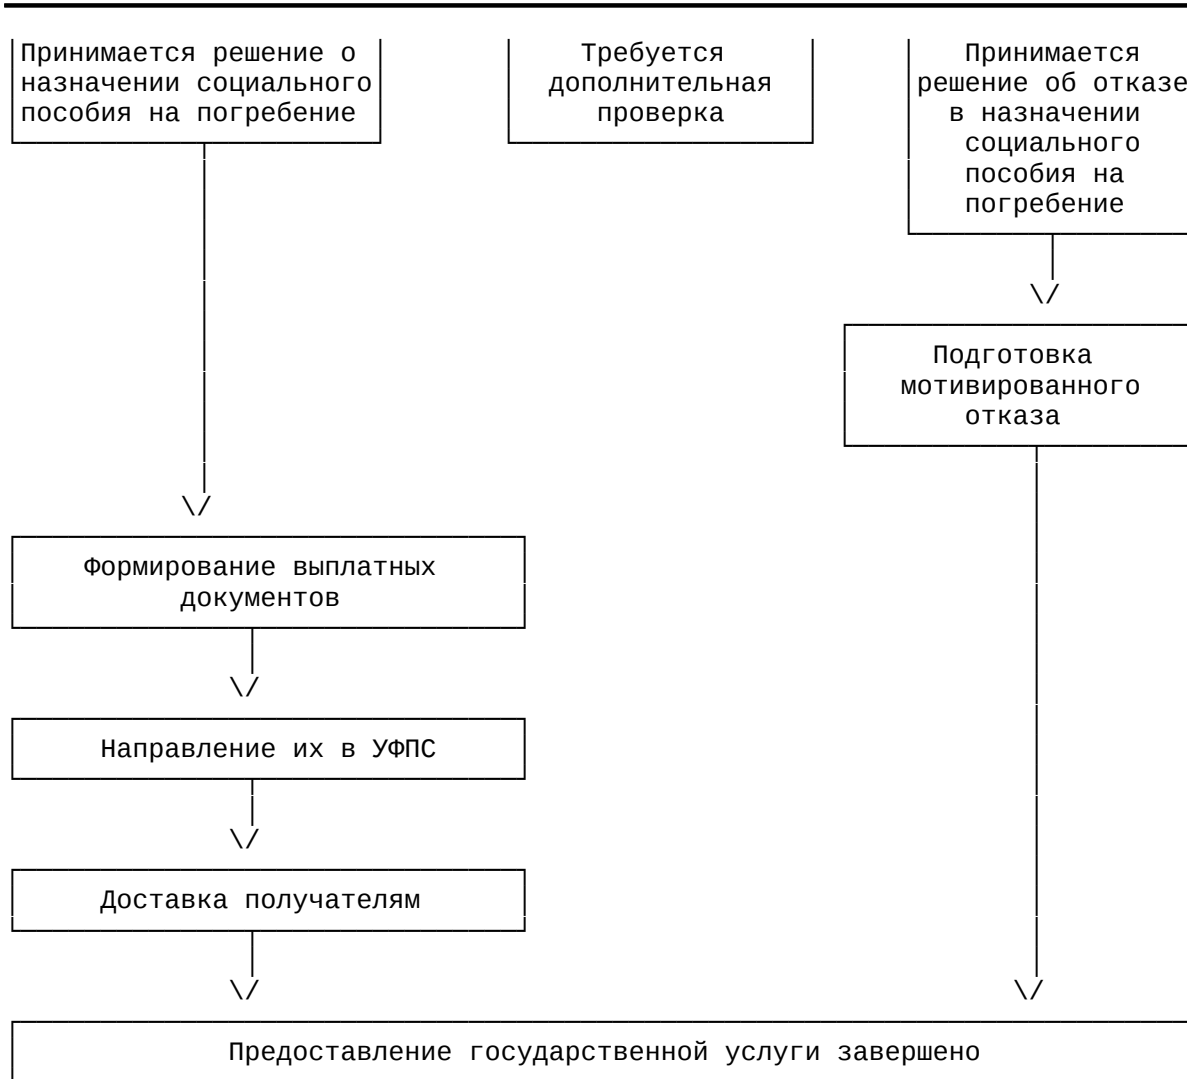 Принимается решение о
назначении социального
пособия на погребение
Требуется
дополнительная
проверка
Принимается
решение об отказе
в назначении
социального
пособия на
погребение
Подготовка
мотивированного
отказа
Формирование выплатных
документов
Направление их в УФПС
Доставка получателям
Предоставление государственной услуги завершено